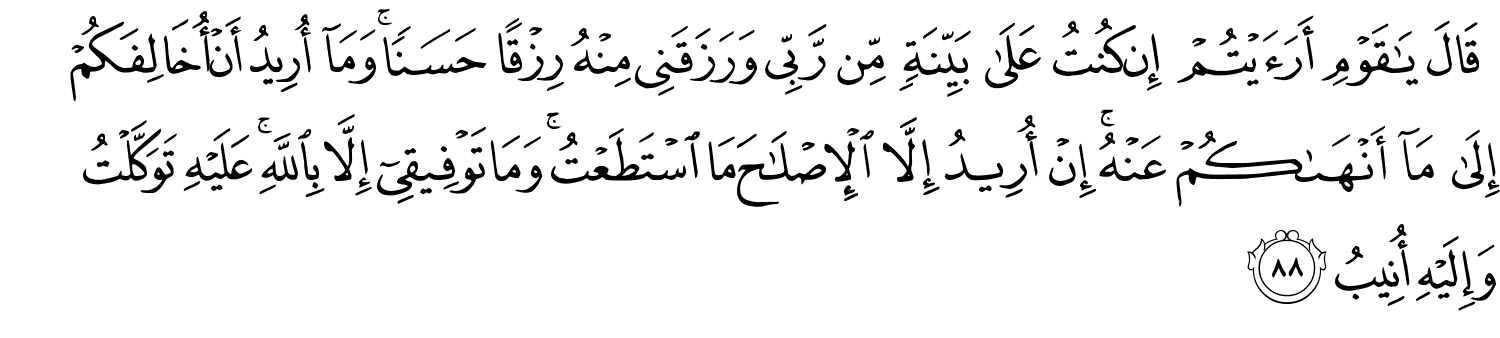 قَالَ يَـٰقَوْمِ أَرَءَيْتُمْ إِن كُنتُ عَلَىٰ بَيِّنَةٍ مِّن رَّبِّى وَرَزَقَنِى مِنْهُ رِزْقًا حَسَنًا ۚ وَمَآ أُرِيدُ أَنْ أُخَالِفَكُمْ
إِلَىٰ مَآ أَنْهَىٰكُمْ عَنْهُ ۚ إِنْ أُرِيدُ إِلَّا ٱلْإِصْلَـٰحَ مَا ٱسْتَطَعْتُ ۚ وَمَا تَوْفِيقِىٓ إِلَّا بِٱللَّهِ ۚ عَلَيْهِ تَوَكَّلْتُ
وَإِلَيْهِ أُنِيبُ ٨٨